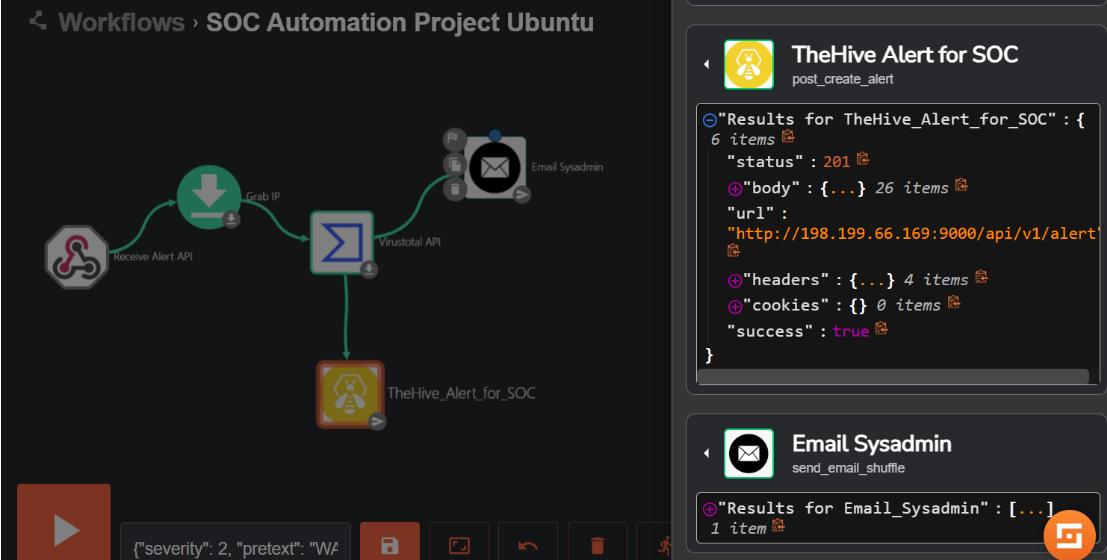 Workflows › SOC Automation Project Ubuntu
Email Sysadmin
Grab IP
Virustotal API
Receive Alert API
TheHive_Alert_for_SOC
{"severity": 2, "pretext": "WA
TheHive Alert for SOC
post_create_alert
"Results for TheHive_Alert_for_SOC" : {
6 items
"status" : 201
"body" : {...} 26 items
"url" :
"http://198.199.66.169:9000/api/v1/alert"
"headers" : {...} 4 items
"cookies" : {} 0 items
"success" : true
}
Email Sysadmin
send_email_shuffle
"Results for Email_Sysadmin" : [...]
1 item